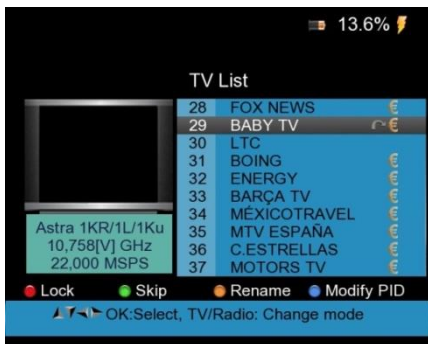 13.6%
TV List
28 FOX NEWS €
29 BABY TV €
30 LTC
31 BOING €
32 ENERGY €
33 BARÇA TV €
34 MÉXICOTRAVEL €
35 MTV ESPAÑA €
36 C.ESTRELLAS €
37 MOTORS TV €
Astra 1KR/1L/1Ku
10,758[V] GHz
22,000 MSPS
Lock Skip Rename Modify PID
OK:Select, TV/Radio: Change mode